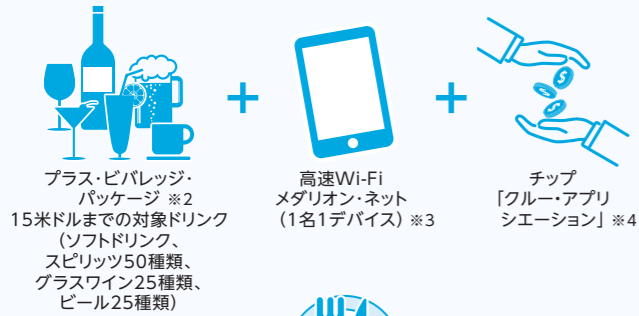 プラス・ビバレッジ・
パッケージ ※2
15米ドルまでの対象ドリンク
(ソフトドリンク、
スピリッツ50種類、
グラスワイン25種類、
ビール25種類)
+
高速Wi-Fi
メダリオン・ネット
(1名1デバイス) ※3
+
チップ
「クルー・アプリ
シエーション」 ※4
$
$